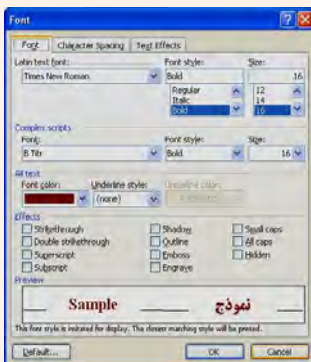 Font
Font Character Spacing Text Effects
Latin text font: Font style: Size:
Times New Roman Bold 16
Regular 12
Italic 14
Bold 16
Complex scripts
Font: Font style: Size:
B Titr Bold 16
All text
Font color: Underline style: Underline color:
(none)
Effects
Strikethrough Shadow Small caps
Double strikethrough Outline All caps
Superscript Emboss Hidden
Subscript Engrave
Preview
Sample نموذج
This font style is imitated for display. The closest matching style will be printed.
Default... OK Cancel